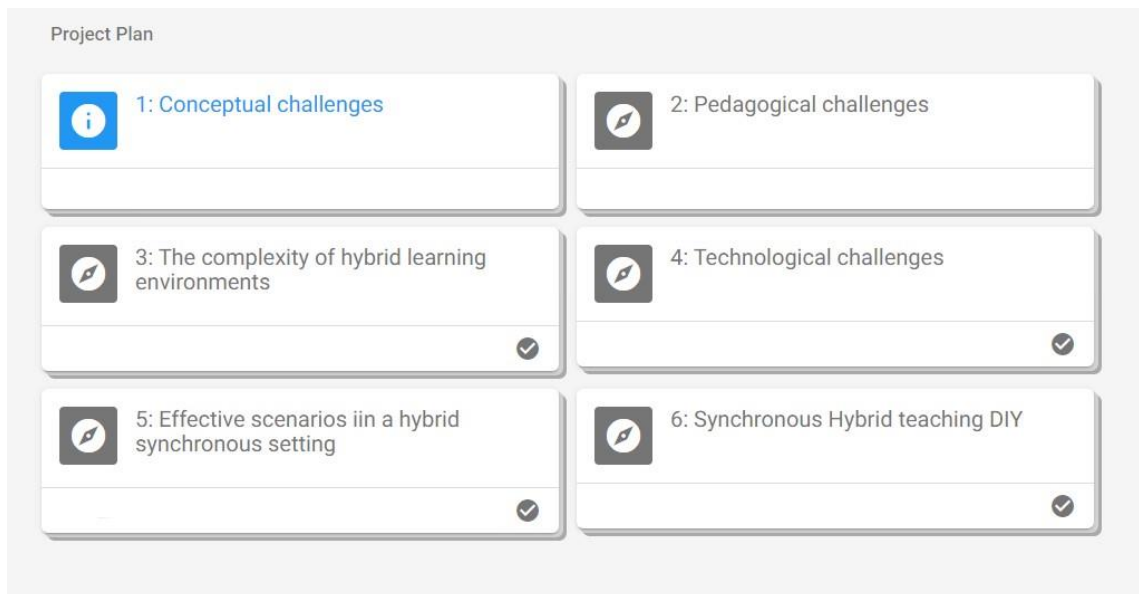 Project Plan
1: Conceptual challenges
2: Pedagogical challenges
3: The complexity of hybrid learning
environments
4: Technological challenges
5: Effective scenarios iin a hybrid
synchronous setting
6: Synchronous Hybrid teaching DIY